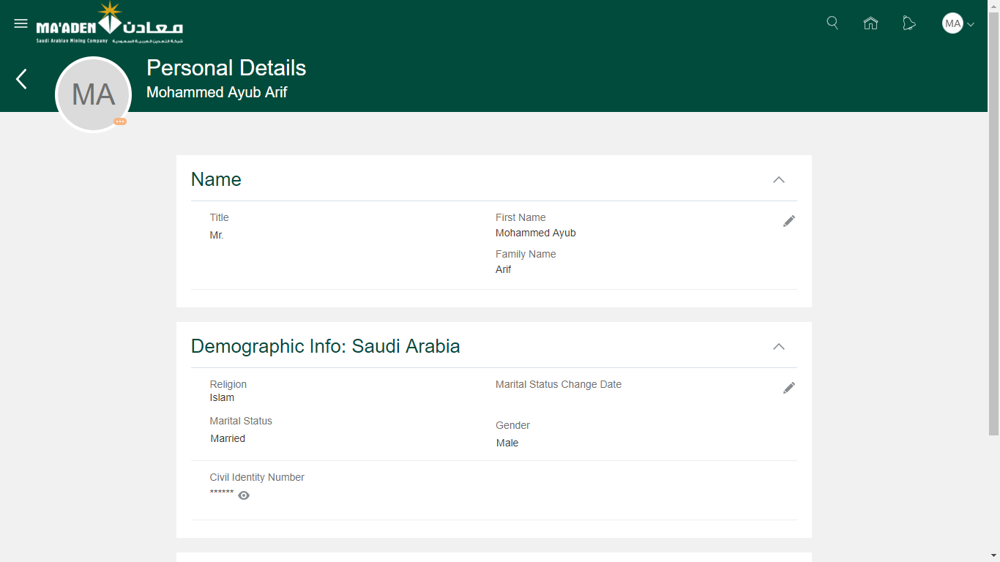 MA'ADEN معادن
Saudi Arabian Mining Company شركة التعدين العربية السعودية
MA
MA
Personal Details
Mohammed Ayub Arif
Name
Title
Mr.
First Name
Mohammed Ayub
Family Name
Arif
Demographic Info: Saudi Arabia
Religion
Islam
Marital Status Change Date
Marital Status
Married
Gender
Male
Civil Identity Number
******